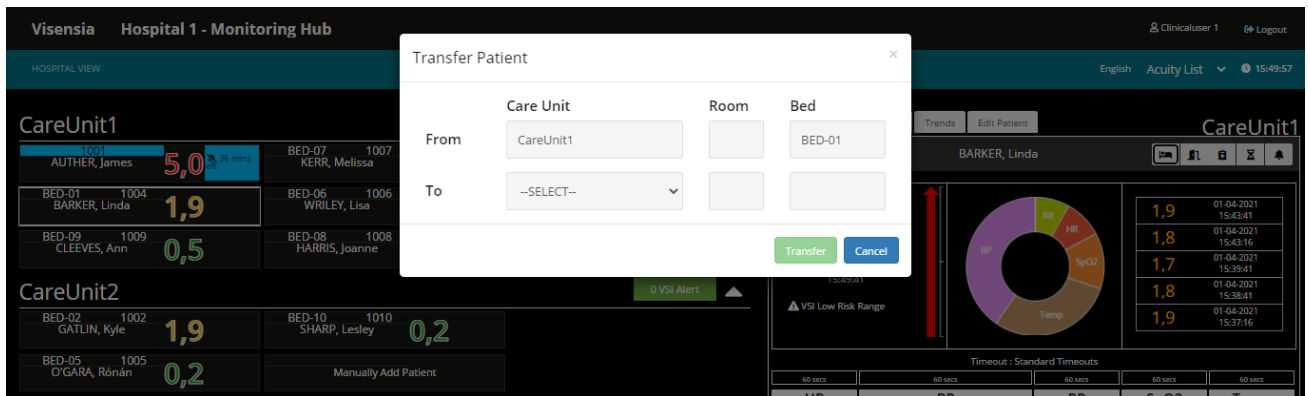 Visensia Hospital 1 - Monitoring Hub
Clinicaluser 1 Logout
HOSPITAL VIEW
English Acuity List 15:49:57
Transfer Patient ×
Care Unit Room Bed
From CareUnit1 BED-01
To --SELECT--
Transfer Cancel
CareUnit1
1001
AUTHER, James 5,0 36 mins
BED-07 1007
KERR, Melissa
BED-01 1004
BARKER, Linda 1,9
BED-06 1006
WRILEY, Lisa
BED-09 1009
CLEEVES, Ann 0,5
BED-08 1008
HARRIS, Joanne
CareUnit2
0 VSI Alert
BED-02 1002
GATLIN, Kyle 1,9
BED-10 1010
SHARP, Lesley 0,2
BED-05 1005
O'GARA, Rónán 0,2
Manually Add Patient
Trends Edit Patient
CareUnit1
BARKER, Linda
15:49:41
VSI Low Risk Range
RR
HR
BP
SpO2
Temp
1,9 01-04-2021 15:43:41
1,8 01-04-2021 15:43:16
1,7 01-04-2021 15:39:41
1,8 01-04-2021 15:38:41
1,9 01-04-2021 15:37:16
Timeout : Standard Timeouts
60 secs 60 secs 60 secs 60 secs 60 secs